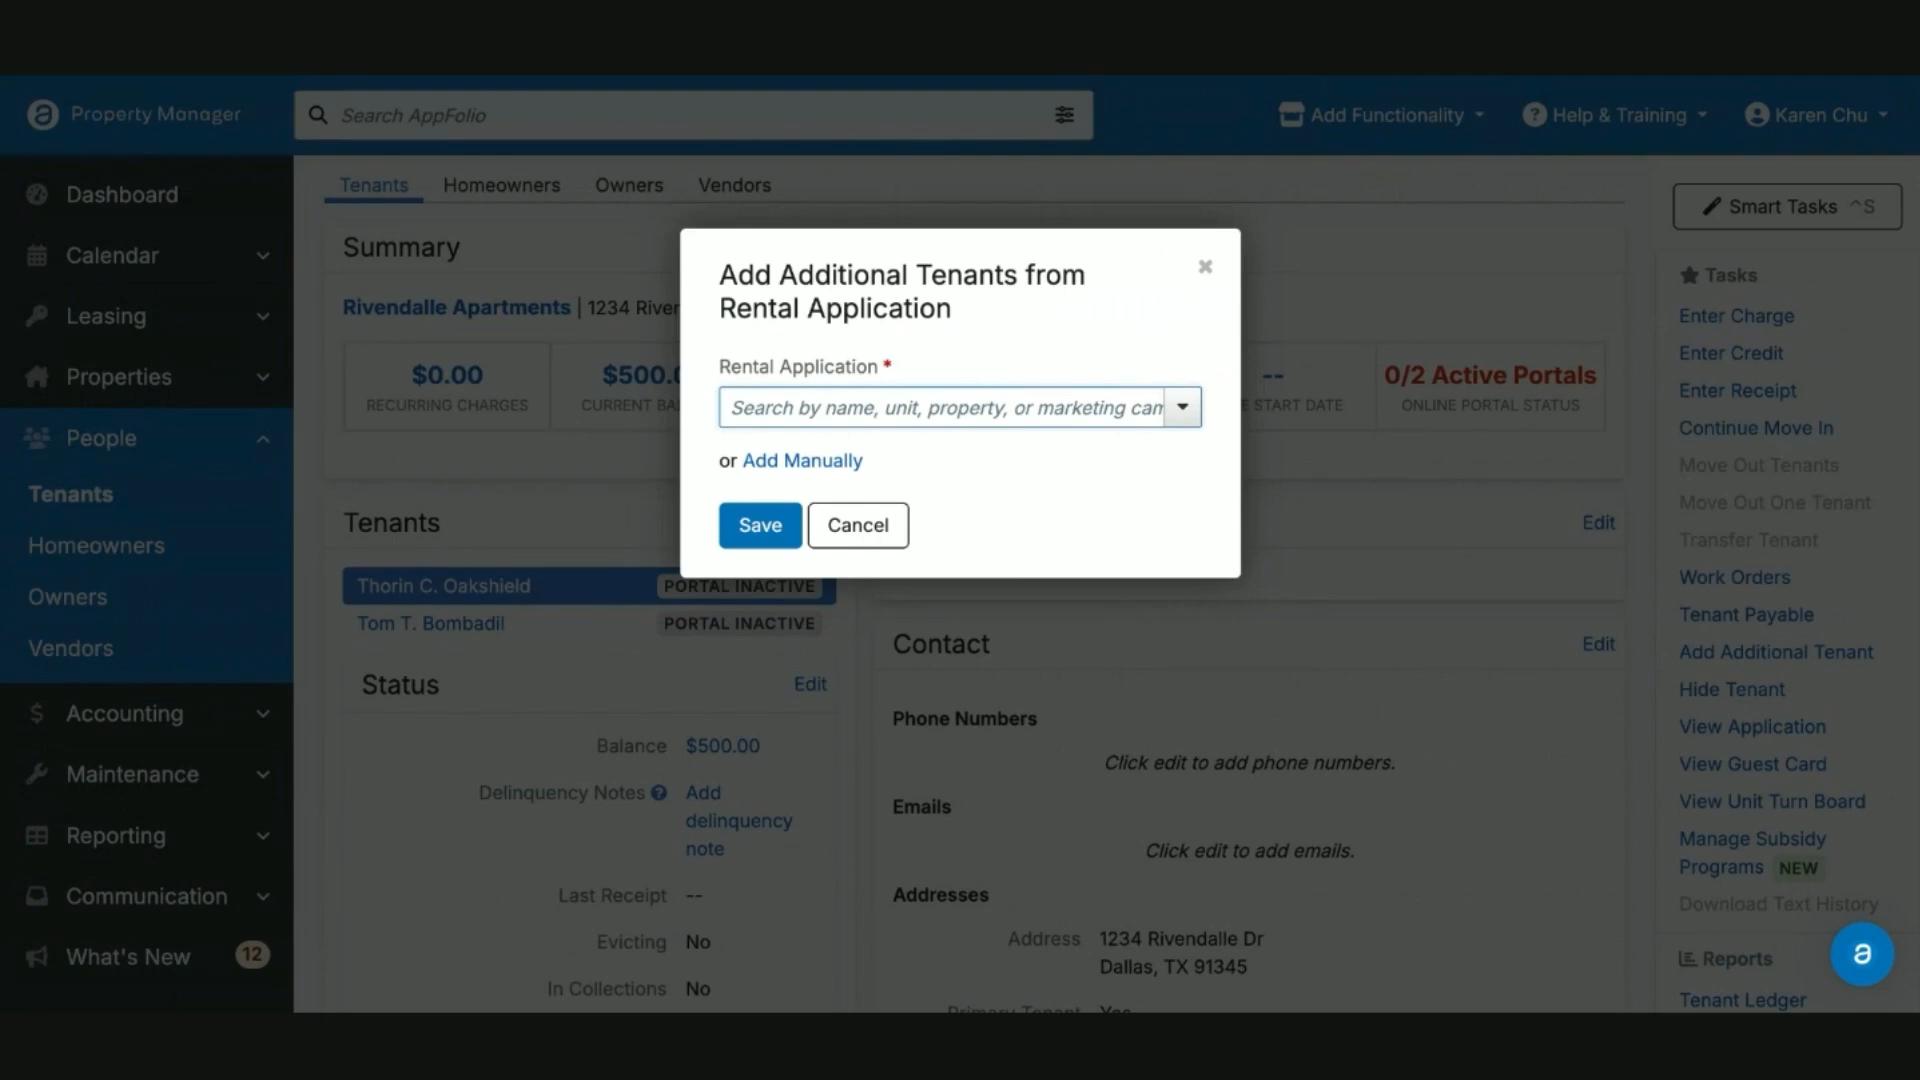 Property Manager
Search AppFolio
Add Functionality
Help & Training
Karen Chu
Dashboard
Calendar
Leasing
Properties
People
Tenants
Homeowners
Owners
Vendors
Accounting
Maintenance
Reporting
Communication
What's New 12
Tenants Homeowners Owners Vendors
Summary
Rivendalle Apartments | 1234 River
$0.00
RECURRING CHARGES
$500.
CURRENT BA
--
E START DATE
0/2 Active Portals
ONLINE PORTAL STATUS
Add Additional Tenants from
Rental Application
Rental Application *
Search by name, unit, property, or marketing cam
or Add Manually
Save Cancel
Tenants
Edit
Thorin C. Oakshield PORTAL INACTIVE
Tom T. Bombadil PORTAL INACTIVE
Status Edit
Balance $500.00
Delinquency Notes Add
delinquency
note
Last Receipt --
Evicting No
In Collections No
Contact Edit
Phone Numbers
Click edit to add phone numbers.
Emails
Click edit to add emails.
Addresses
Address 1234 Rivendalle Dr
Dallas, TX 91345
Primary Tenant Yes
Smart Tasks ^S
Tasks
Enter Charge
Enter Credit
Enter Receipt
Continue Move In
Move Out Tenants
Move Out One Tenant
Transfer Tenant
Work Orders
Tenant Payable
Add Additional Tenant
Hide Tenant
View Application
View Guest Card
View Unit Turn Board
Manage Subsidy
Programs NEW
Download Text History
Reports
Tenant Ledger